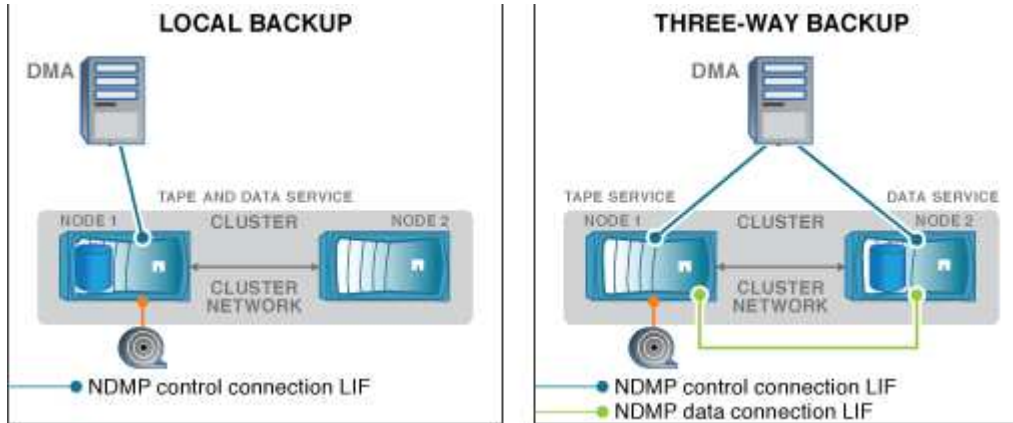 LOCAL BACKUP
DMA
TAPE AND DATA SERVICE
NODE 1
CLUSTER
NODE 2
CLUSTER
NETWORK
NDMP control connection LIF
THREE-WAY BACKUP
DMA
TAPE SERVICE
DATA SERVICE
NODE 1
CLUSTER
NODE 2
CLUSTER
NETWORK
NDMP control connection LIF
NDMP data connection LIF